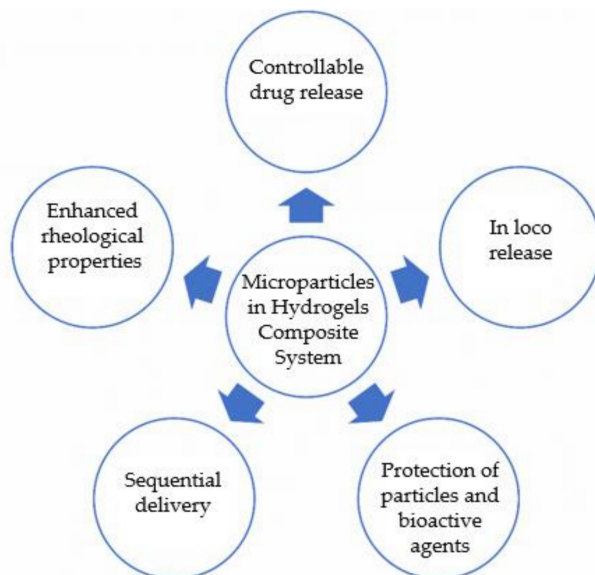 Controllable
drug release
Enhanced
rheological
properties
In loco
release
Microparticles
in Hydrogels
Composite
System
Sequential
delivery
Protection of
particles and
bioactive
agents